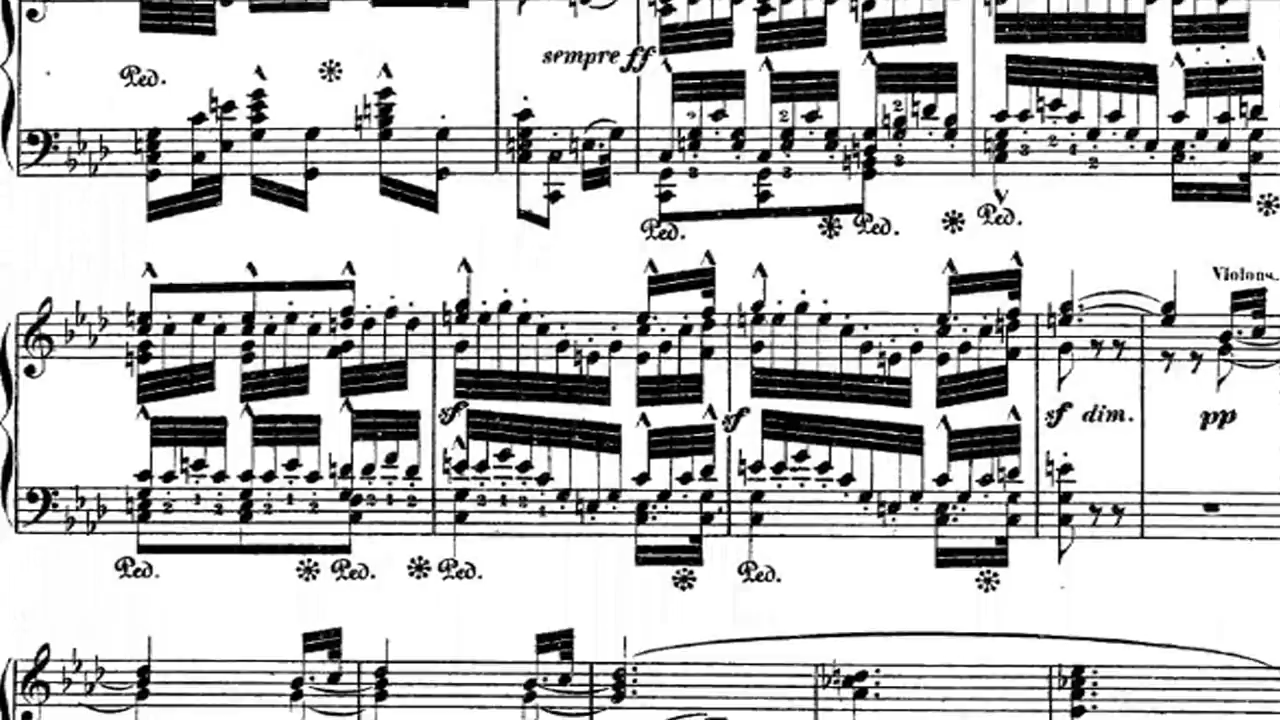 sempre ff
Ped.
Ped. Ped. Ped.
Violons.
sf sf sf dim. pp
Ped. Ped. Ped. Ped.